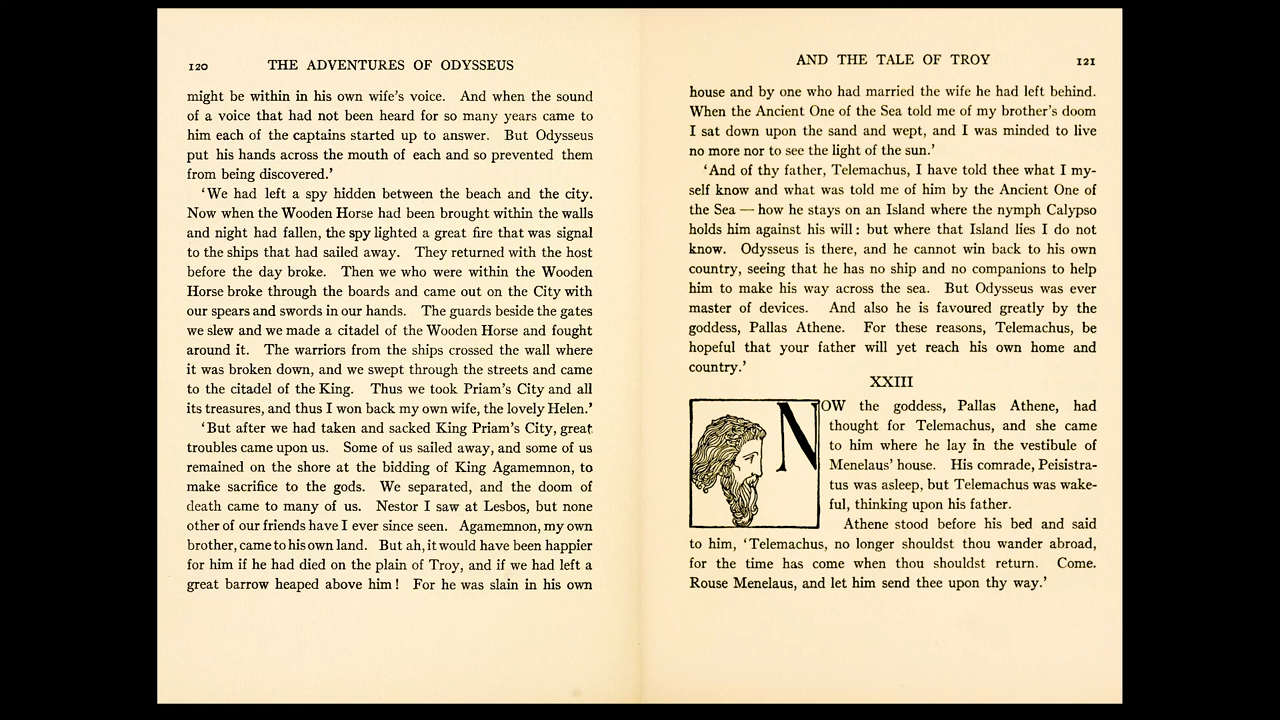 120 THE ADVENTURES OF ODYSSEUS
might be within in his own wife's voice. And when the sound
of a voice that had not been heard for so many years came to
him each of the captains started up to answer. But Odysseus
put his hands across the mouth of each and so prevented them
from being discovered.'
'We had left a spy hidden between the beach and the city.
Now when the Wooden Horse had been brought within the walls
and night had fallen, the spy lighted a great fire that was signal
to the ships that had sailed away. They returned with the host
before the day broke. Then we who were within the Wooden
Horse broke through the boards and came out on the City with
our spears and swords in our hands. The guards beside the gates
we slew and we made a citadel of the Wooden Horse and fought
around it. The warriors from the ships crossed the wall where
it was broken down, and we swept through the streets and came
to the citadel of the King. Thus we took Priam's City and all
its treasures, and thus I won back my own wife, the lovely Helen.'
'But after we had taken and sacked King Priam's City, great
troubles came upon us. Some of us sailed away, and some of us
remained on the shore at the bidding of King Agamemnon, to
make sacrifice to the gods. We separated, and the doom of
death came to many of us. Nestor I saw at Lesbos, but none
other of our friends have I ever since seen. Agamemnon, my own
brother, came to his own land. But ah, it would have been happier
for him if he had died on the plain of Troy, and if we had left a
great barrow heaped above him! For he was slain in his own
AND THE TALE OF TROY 121
house and by one who had married the wife he had left behind.
When the Ancient One of the Sea told me of my brother's doom
I sat down upon the sand and wept, and I was minded to live
no more nor to see the light of the sun.'
'And of thy father, Telemachus, I have told thee what I my-
self know and what was told me of him by the Ancient One of
the Sea — how he stays on an Island where the nymph Calypso
holds him against his will: but where that Island lies I do not
know. Odysseus is there, and he cannot win back to his own
country, seeing that he has no ship and no companions to help
him to make his way across the sea. But Odysseus was ever
master of devices. And also he is favoured greatly by the
goddess, Pallas Athene. For these reasons, Telemachus, be
hopeful that your father will yet reach his own home and
country.'
XXIII
NOW the goddess, Pallas Athene, had
thought for Telemachus, and she came
to him where he lay in the vestibule of
Menelaus' house. His comrade, Peisistra-
tus was asleep, but Telemachus was wake-
ful, thinking upon his father.
Athene stood before his bed and said
to him, 'Telemachus, no longer shouldst thou wander abroad,
for the time has come when thou shouldst return. Come.
Rouse Menelaus, and let him send thee upon thy way.'